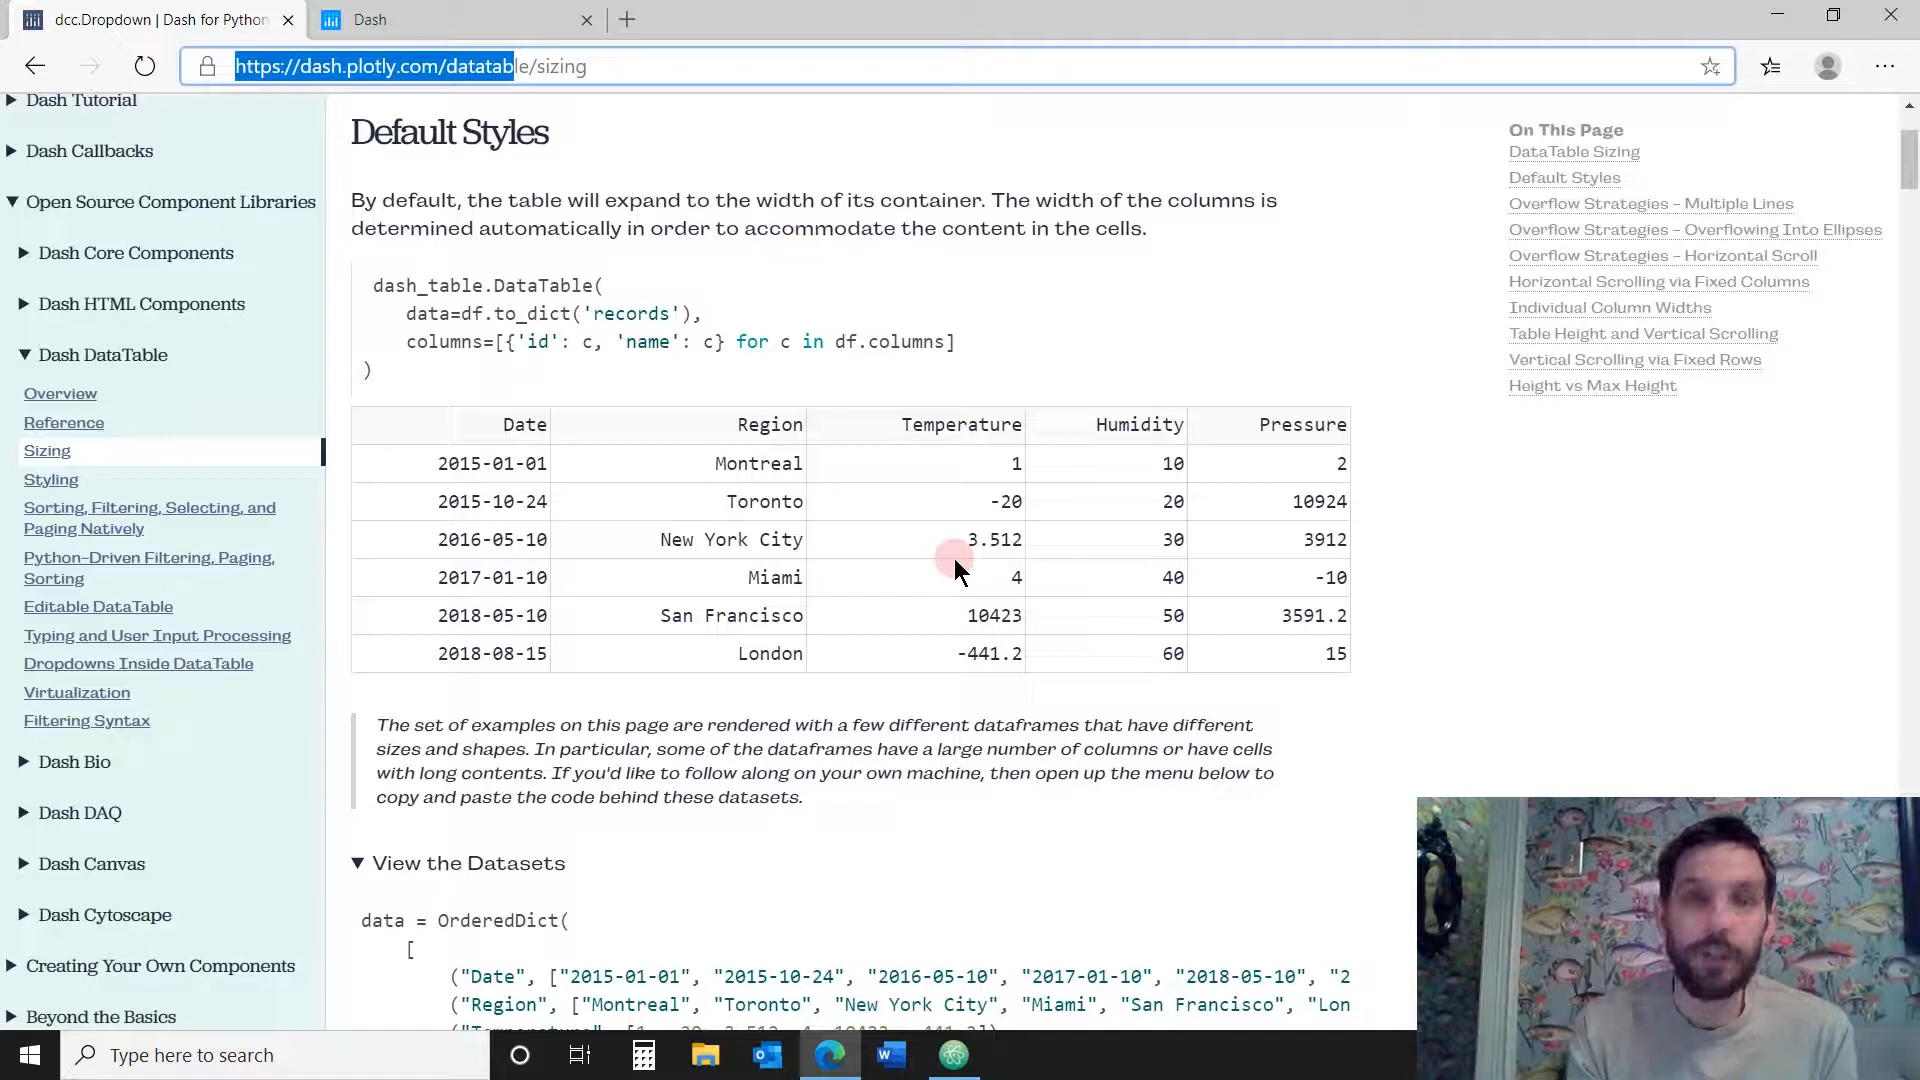 dcc.Dropdown | Dash for Python
Dash
https://dash.plotly.com/datatable/sizing
Dash Tutorial
Dash Callbacks
Open Source Component Libraries
Dash Core Components
Dash HTML Components
Dash DataTable
Overview
Reference
Sizing
Styling
Sorting, Filtering, Selecting, and
Paging Natively
Python-Driven Filtering, Paging,
Sorting
Editable DataTable
Typing and User Input Processing
Dropdowns Inside DataTable
Virtualization
Filtering Syntax
Dash Bio
Dash DAQ
Dash Canvas
Dash Cytoscape
Creating Your Own Components
Beyond the Basics
Default Styles
By default, the table will expand to the width of its container. The width of the columns is
determined automatically in order to accommodate the content in the cells.
dash_table.DataTable(
data=df.to_dict('records'),
columns=[{'id': c, 'name': c} for c in df.columns]
)
Date Region Temperature Humidity Pressure
2015-01-01 Montreal 1 10 2
2015-10-24 Toronto -20 20 10924
2016-05-10 New York City 3.512 30 3912
2017-01-10 Miami 4 40 -10
2018-05-10 San Francisco 10423 50 3591.2
2018-08-15 London -441.2 60 15
The set of examples on this page are rendered with a few different dataframes that have different
sizes and shapes. In particular, some of the dataframes have a large number of columns or have cells
with long contents. If you'd like to follow along on your own machine, then open up the menu below to
copy and paste the code behind these datasets.
View the Datasets
data = OrderedDict(
[
("Date", ["2015-01-01", "2015-10-24", "2016-05-10", "2017-01-10", "2018-05-10", "2
("Region", ["Montreal", "Toronto", "New York City", "Miami", "San Francisco", "Lon
("Temperature", [1, -20, 3.512, 4, 10423, -441.2]),
On This Page
DataTable Sizing
Default Styles
Overflow Strategies - Multiple Lines
Overflow Strategies - Overflowing Into Ellipses
Overflow Strategies - Horizontal Scroll
Horizontal Scrolling via Fixed Columns
Individual Column Widths
Table Height and Vertical Scrolling
Vertical Scrolling via Fixed Rows
Height vs Max Height
Type here to search